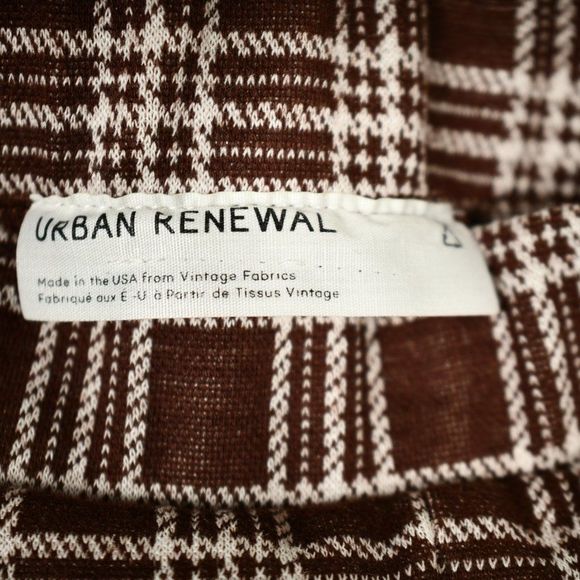 URBAN RENEWAL
Made in the USA from Vintage Fabrics
Fabriqué aux E-U à Partir de Tissus Vintage